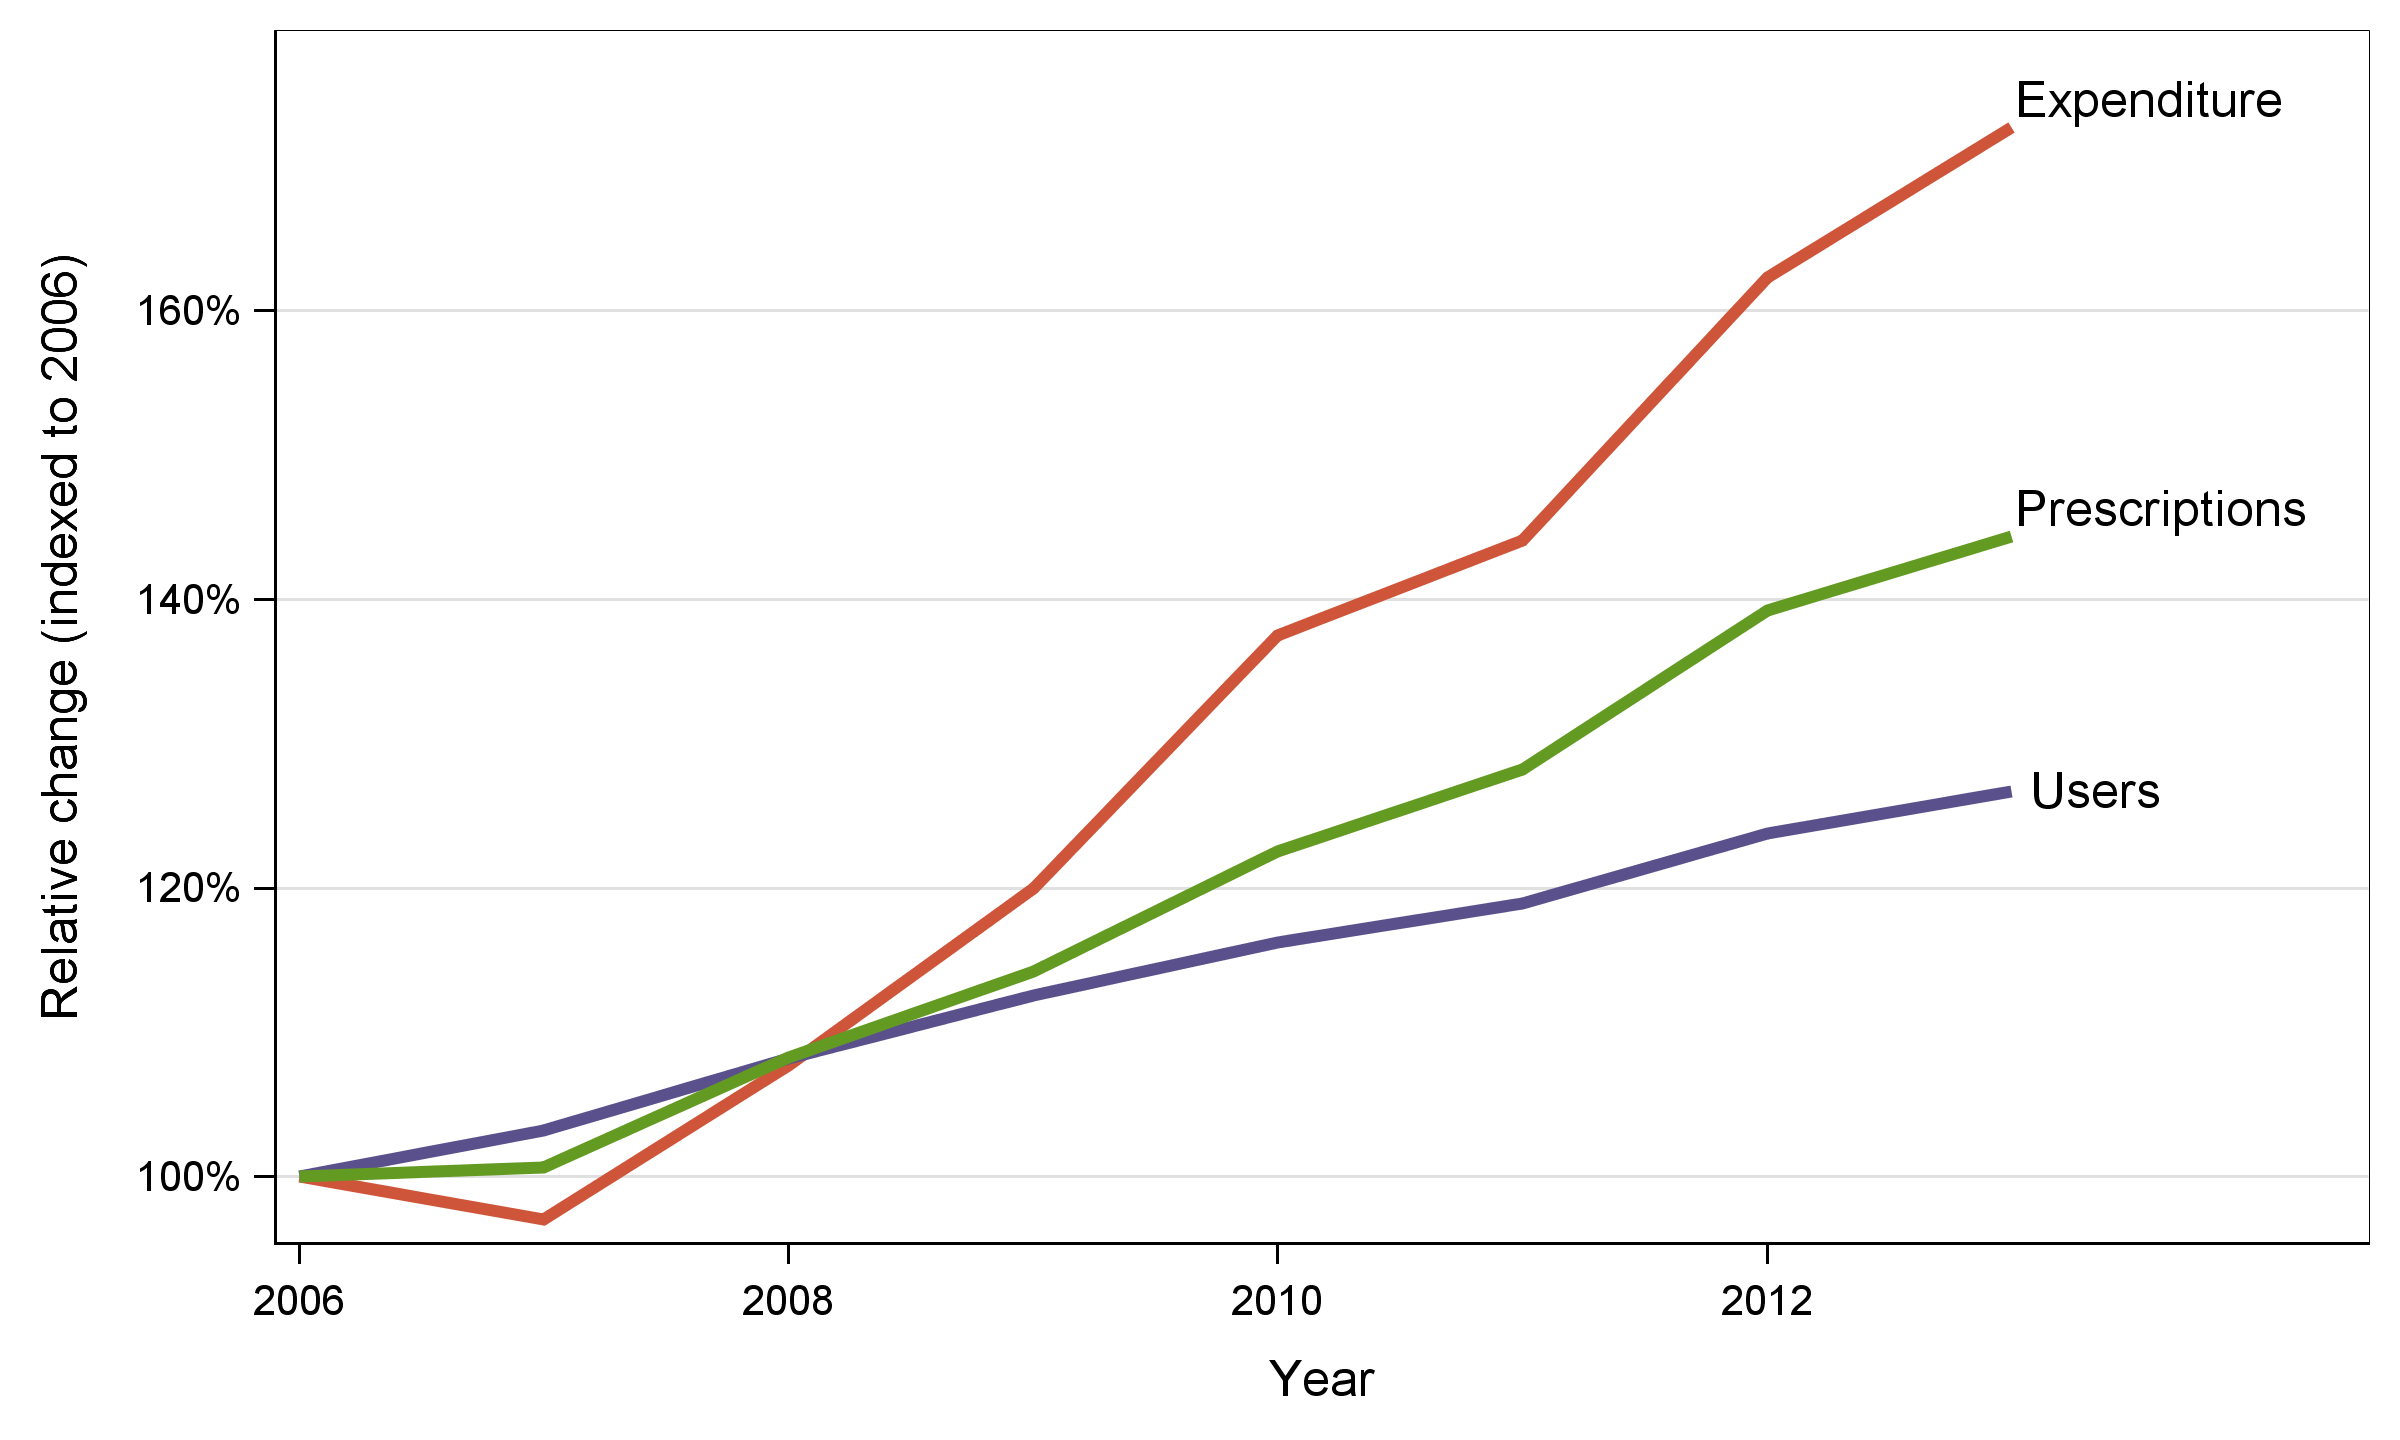 Expenditure
Prescriptions
Users
Relative change (indexed to 2006)
160%
140%
120%
100%
2006
2008
2010
2012
Year